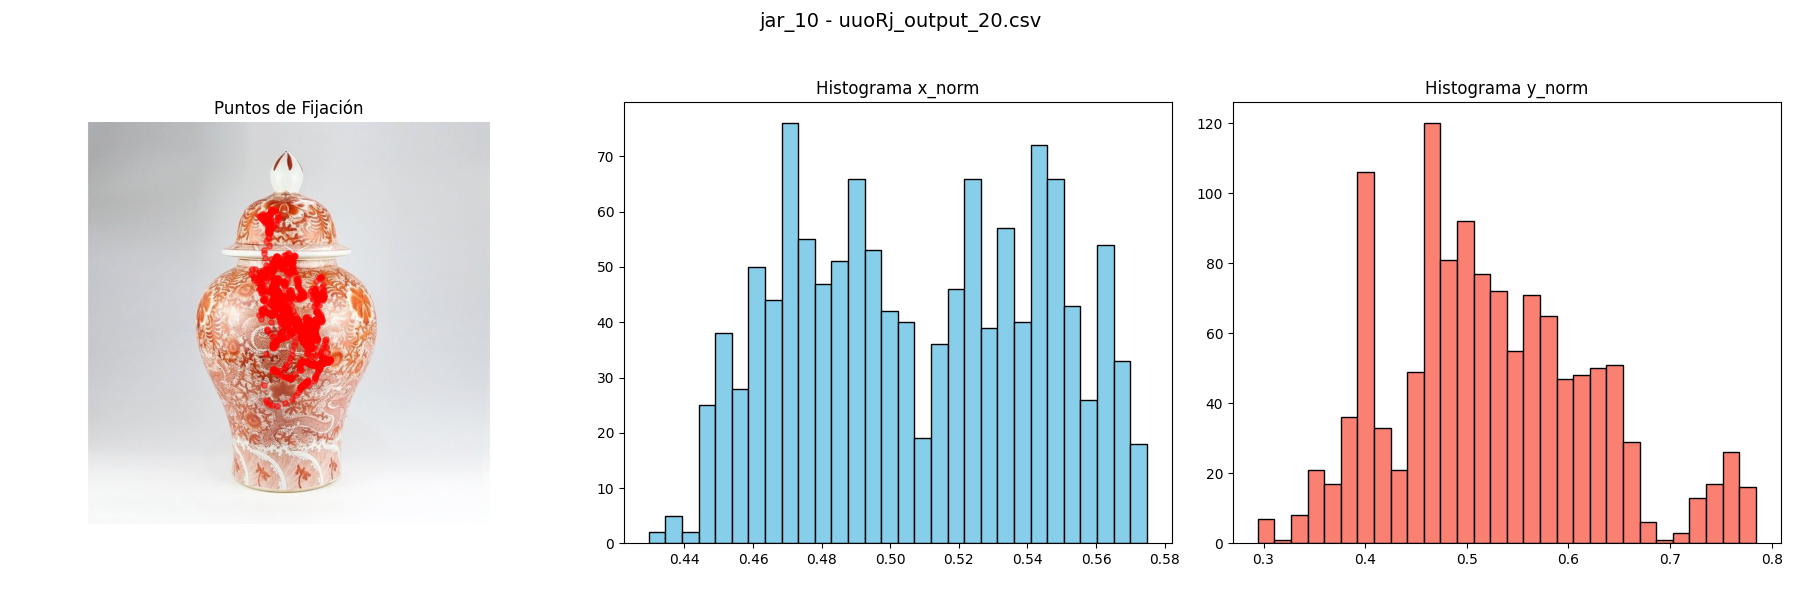 jar_10 - uuoRj_output_20.csv
Puntos de Fijación
Histograma x_norm
70
60
50
40
30
20
10
0
0.44 0.46 0.48 0.50 0.52 0.54 0.56 0.58
Histograma y_norm
120
100
80
60
40
20
0
0.3 0.4 0.5 0.6 0.7 0.8